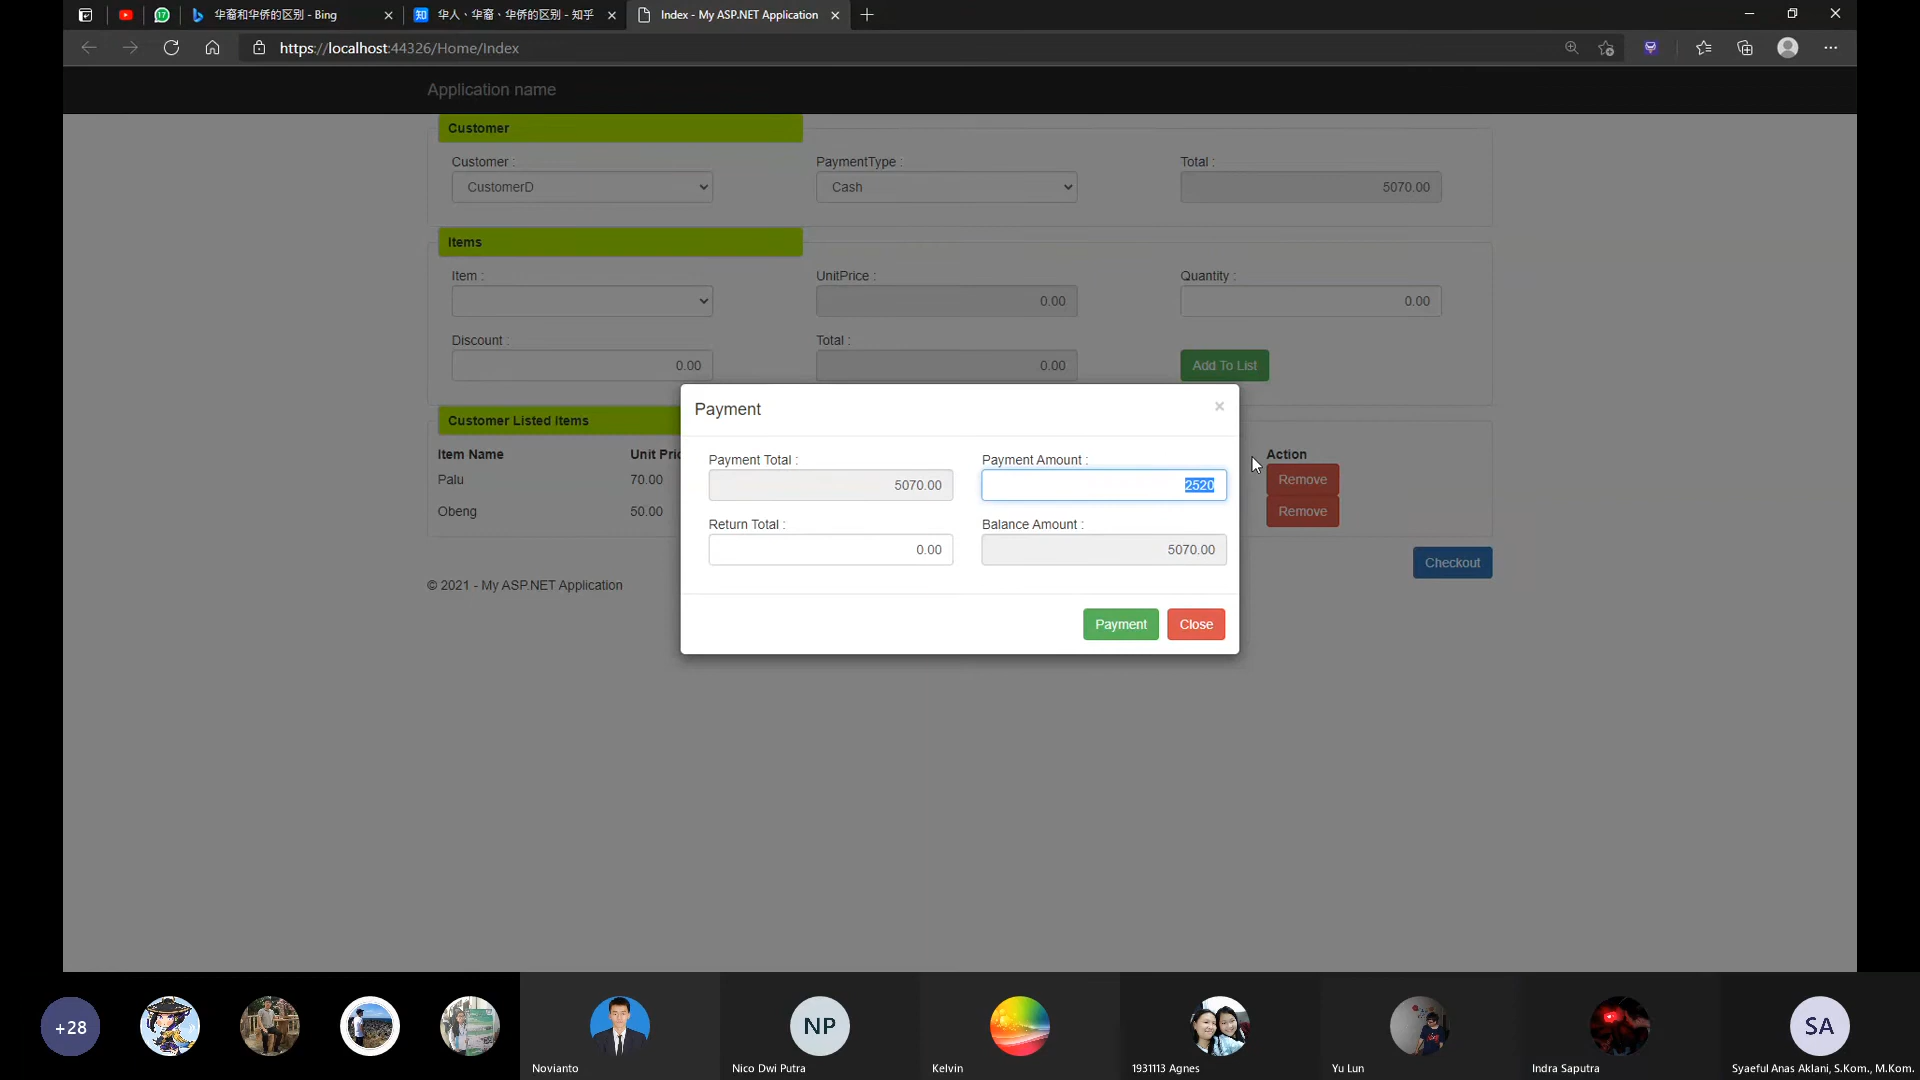 华裔和华侨的区别 - Bing
知 华人、华裔、华侨的区别 - 知乎
Index - My ASP.NET Application
17
https://localhost:44326/Home/Index
Application name
Customer
Customer :
PaymentType :
Total :
CustomerD
Cash
5070.00
Items
Item :
UnitPrice :
Quantity :
0.00
0.00
Discount :
Total :
0.00
0.00
Add To List
Customer Listed Items
Item Name
Action
Palu
70.00
Remove
Obeng
50.00
Remove
Checkout
Payment
×
Payment Total :
Payment Amount :
5070.00
2520
Return Total :
Balance Amount :
0.00
5070.00
Payment
Close
© 2021 - My ASP.NET Application
+28
Novianto
NP
Nico Dwi Putra
Kelvin
1931113 Agnes
Yu Lun
Indra Saputra
SA
Syaeful Anas Aklani, S.Kom., M.Kom.